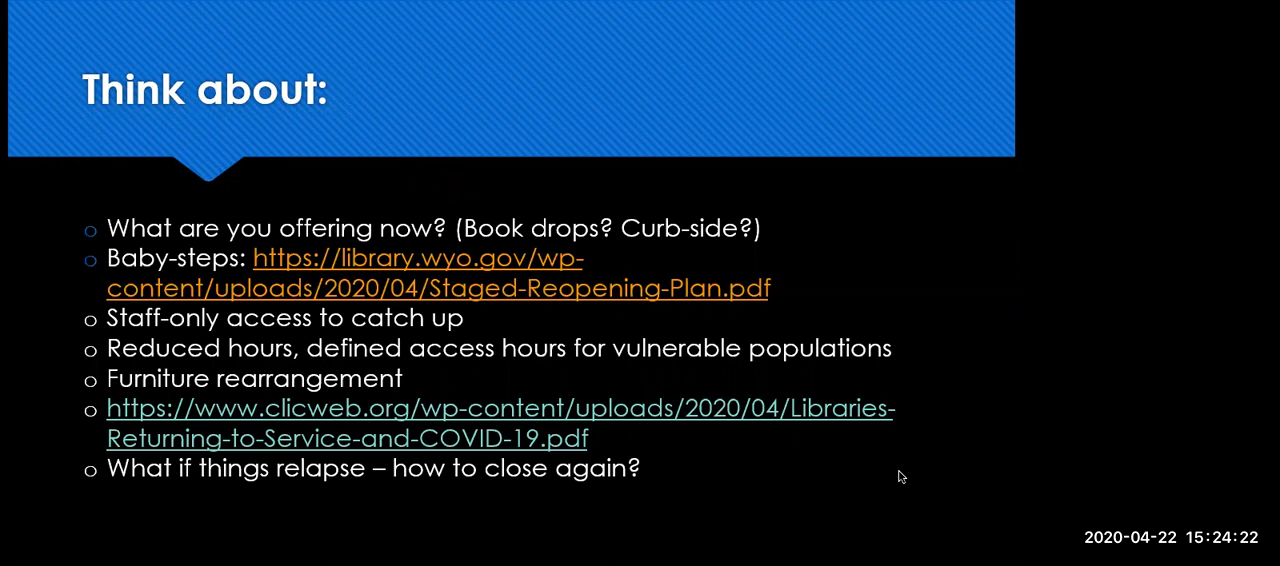 Think about:
o What are you offering now? (Book drops? Curb-side?)
o Baby-steps: https://library.wyo.gov/wp-
content/uploads/2020/04/Staged-Reopening-Plan.pdf
o Staff-only access to catch up
o Reduced hours, defined access hours for vulnerable populations
o Furniture rearrangement
o https://www.clicweb.org/wp-content/uploads/2020/04/Libraries-
Returning-to-Service-and-COVID-19.pdf
o What if things relapse – how to close again?
2020-04-22 15:24:22